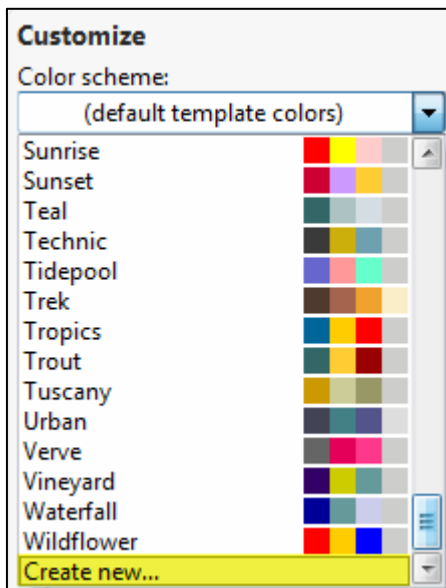 Customize
Color scheme:
(default template colors)
Sunrise
Sunset
Teal
Technic
Tidepool
Trek
Tropics
Trout
Tuscany
Urban
Verve
Vineyard
Waterfall
Wildflower
Create new...